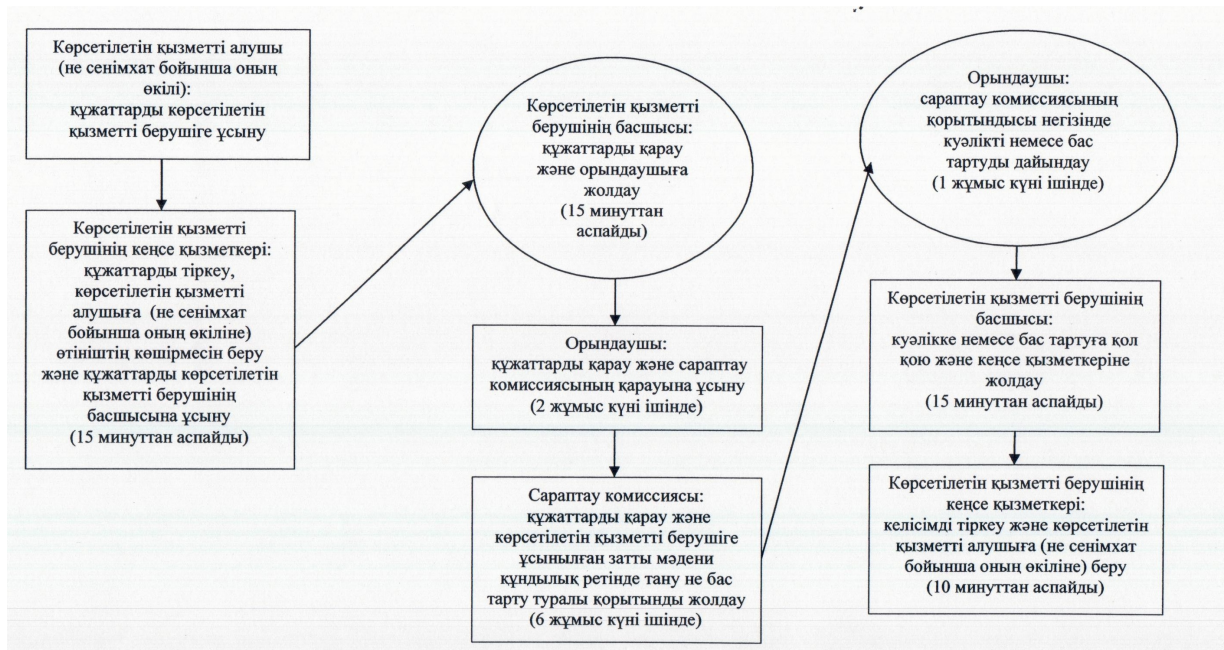 Көрсетілетін қызметті алушы
(не сенімхат бойынша оның
өкілі):
құжаттарды көрсетілетін
қызметті берушіге ұсыну
Көрсетілетін қызметті
берушінің кеңсе қызметкері:
құжаттарды тіркеу,
көрсетілетін қызметті
алушыға (не сенімхат
бойынша оның өкіліне)
өтініштің көшірмесін беру
және құжаттарды көрсетілетін
қызметті берушінің
басшысына ұсыну
(15 минуттан аспайды)
Көрсетілетін қызметті
берушінің басшысы:
құжаттарды қарау
және орындаушыға
жолдау
(15 минуттан
аспайды)
Орындаушы:
құжаттарды қарау және сараптау
комиссиясының қарауына ұсыну
(2 жұмыс күні ішінде)
Сараптау комиссиясы:
құжаттарды қарау және
көрсетілетін қызметті берушіге
ұсынылған затты мәдени
құндылық ретінде тану не бас
тарту туралы қорытынды жолдау
(6 жұмыс күні ішінде)
Орындаушы:
сараптау комиссиясының
қорытындысы негізінде
куәлікті немесе бас
тартуды дайындау
(1 жұмыс күні ішінде)
Көрсетілетін қызметті берушінің
басшысы:
куәлікке немесе бас тартуға қол
қою және кеңсе қызметкеріне
жолдау
(15 минуттан аспайды)
Көрсетілетін қызметті берушінің
кеңсе қызметкері:
келісімді тіркеу және көрсетілетін
қызметті алушыға (не сенімхат
бойынша оның өкіліне) беру
(10 минуттан аспайды)